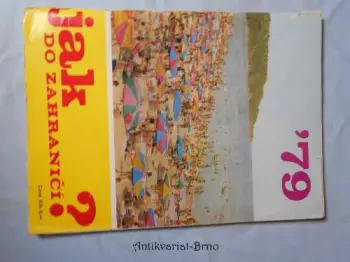 jak
DO ZAHRANIČÍ
?
'79
Antikvariat-Brno